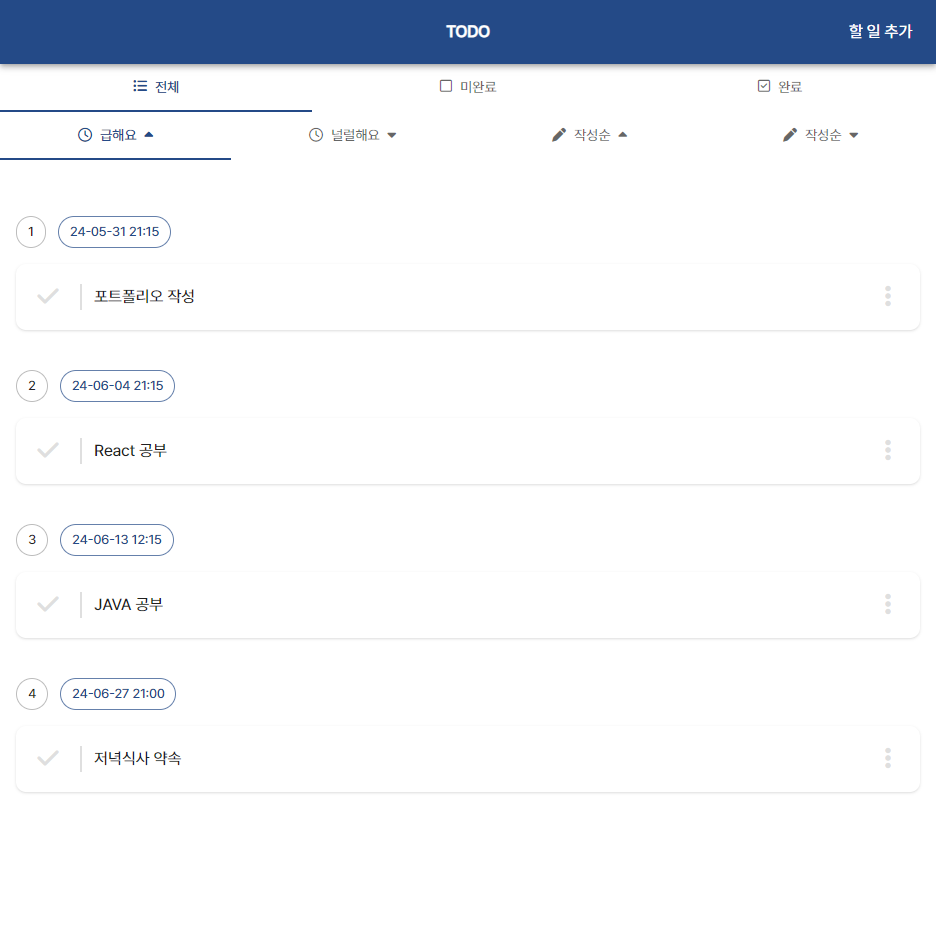 TODO
할 일 추가
전체
미완료
완료
급해요
널럴해요
작성순
작성순
1
24-05-31 21:15
포트폴리오 작성
2
24-06-04 21:15
React 공부
3
24-06-13 12:15
JAVA 공부
4
24-06-27 21:00
저녁식사 약속